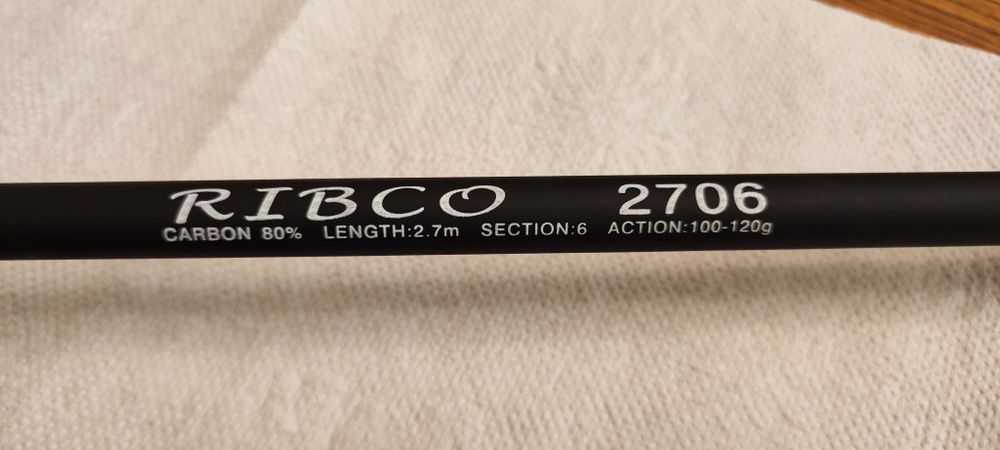 RIBCO 2706
CARBON 80% LENGTH:2.7m SECTION:6 ACTION:100-120g